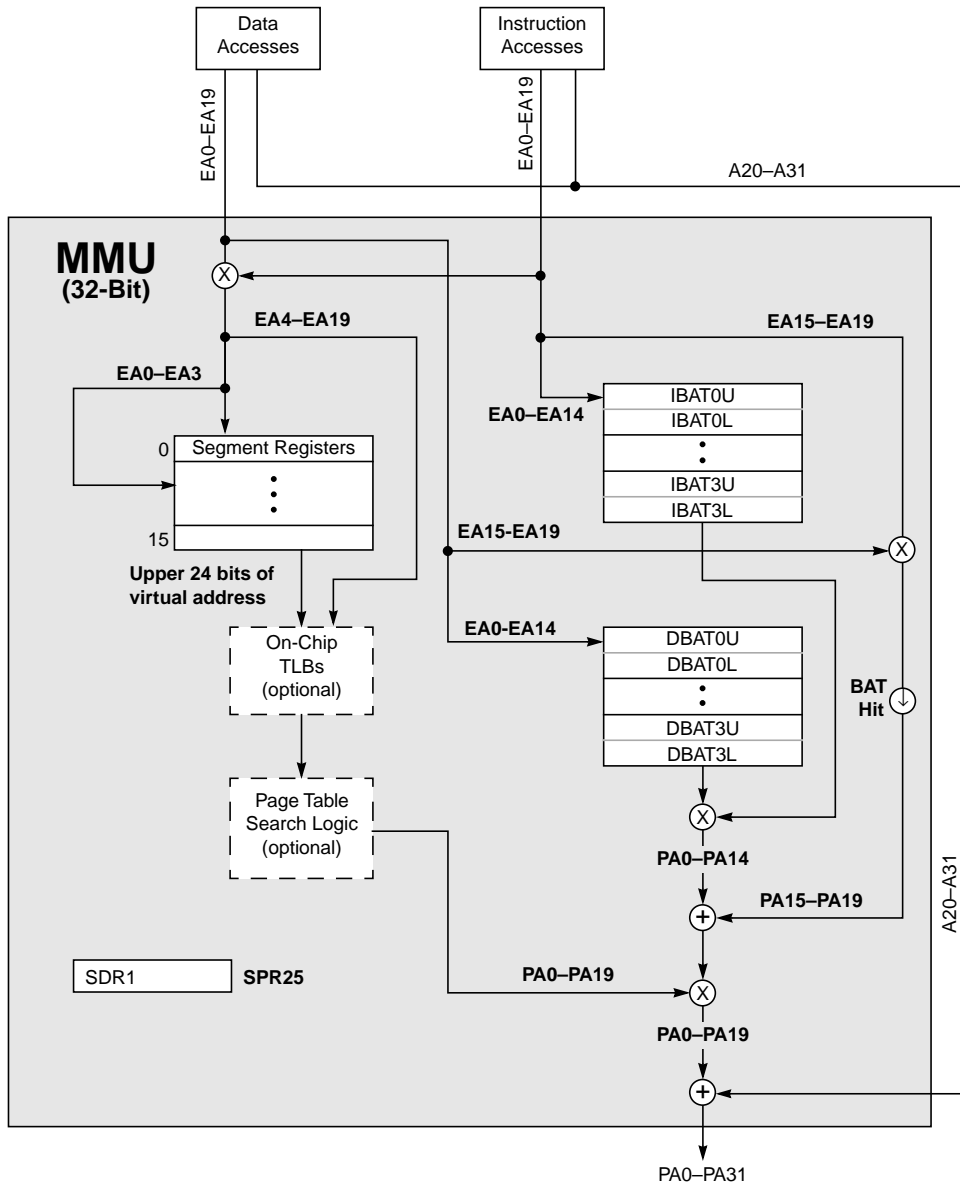 Data
Accesses
Instruction
Accesses
EA0–EA19
EA0–EA19
A20–A31
MMU
(32-Bit)
X
EA4–EA19
EA15–EA19
EA0–EA3
EA0–EA14
IBAT0U
IBAT0L
IBAT3U
IBAT3L
0
Segment Registers
15
EA15-EA19
X
Upper 24 bits of
virtual address
On-Chip
TLBs
(optional)
EA0-EA14
DBAT0U
DBAT0L
DBAT3U
DBAT3L
BAT
Hit
Page Table
Search Logic
(optional)
X
PA0–PA14
PA15–PA19
+
A20–A31
SDR1
SPR25
PA0–PA19
X
PA0–PA19
+
PA0–PA31